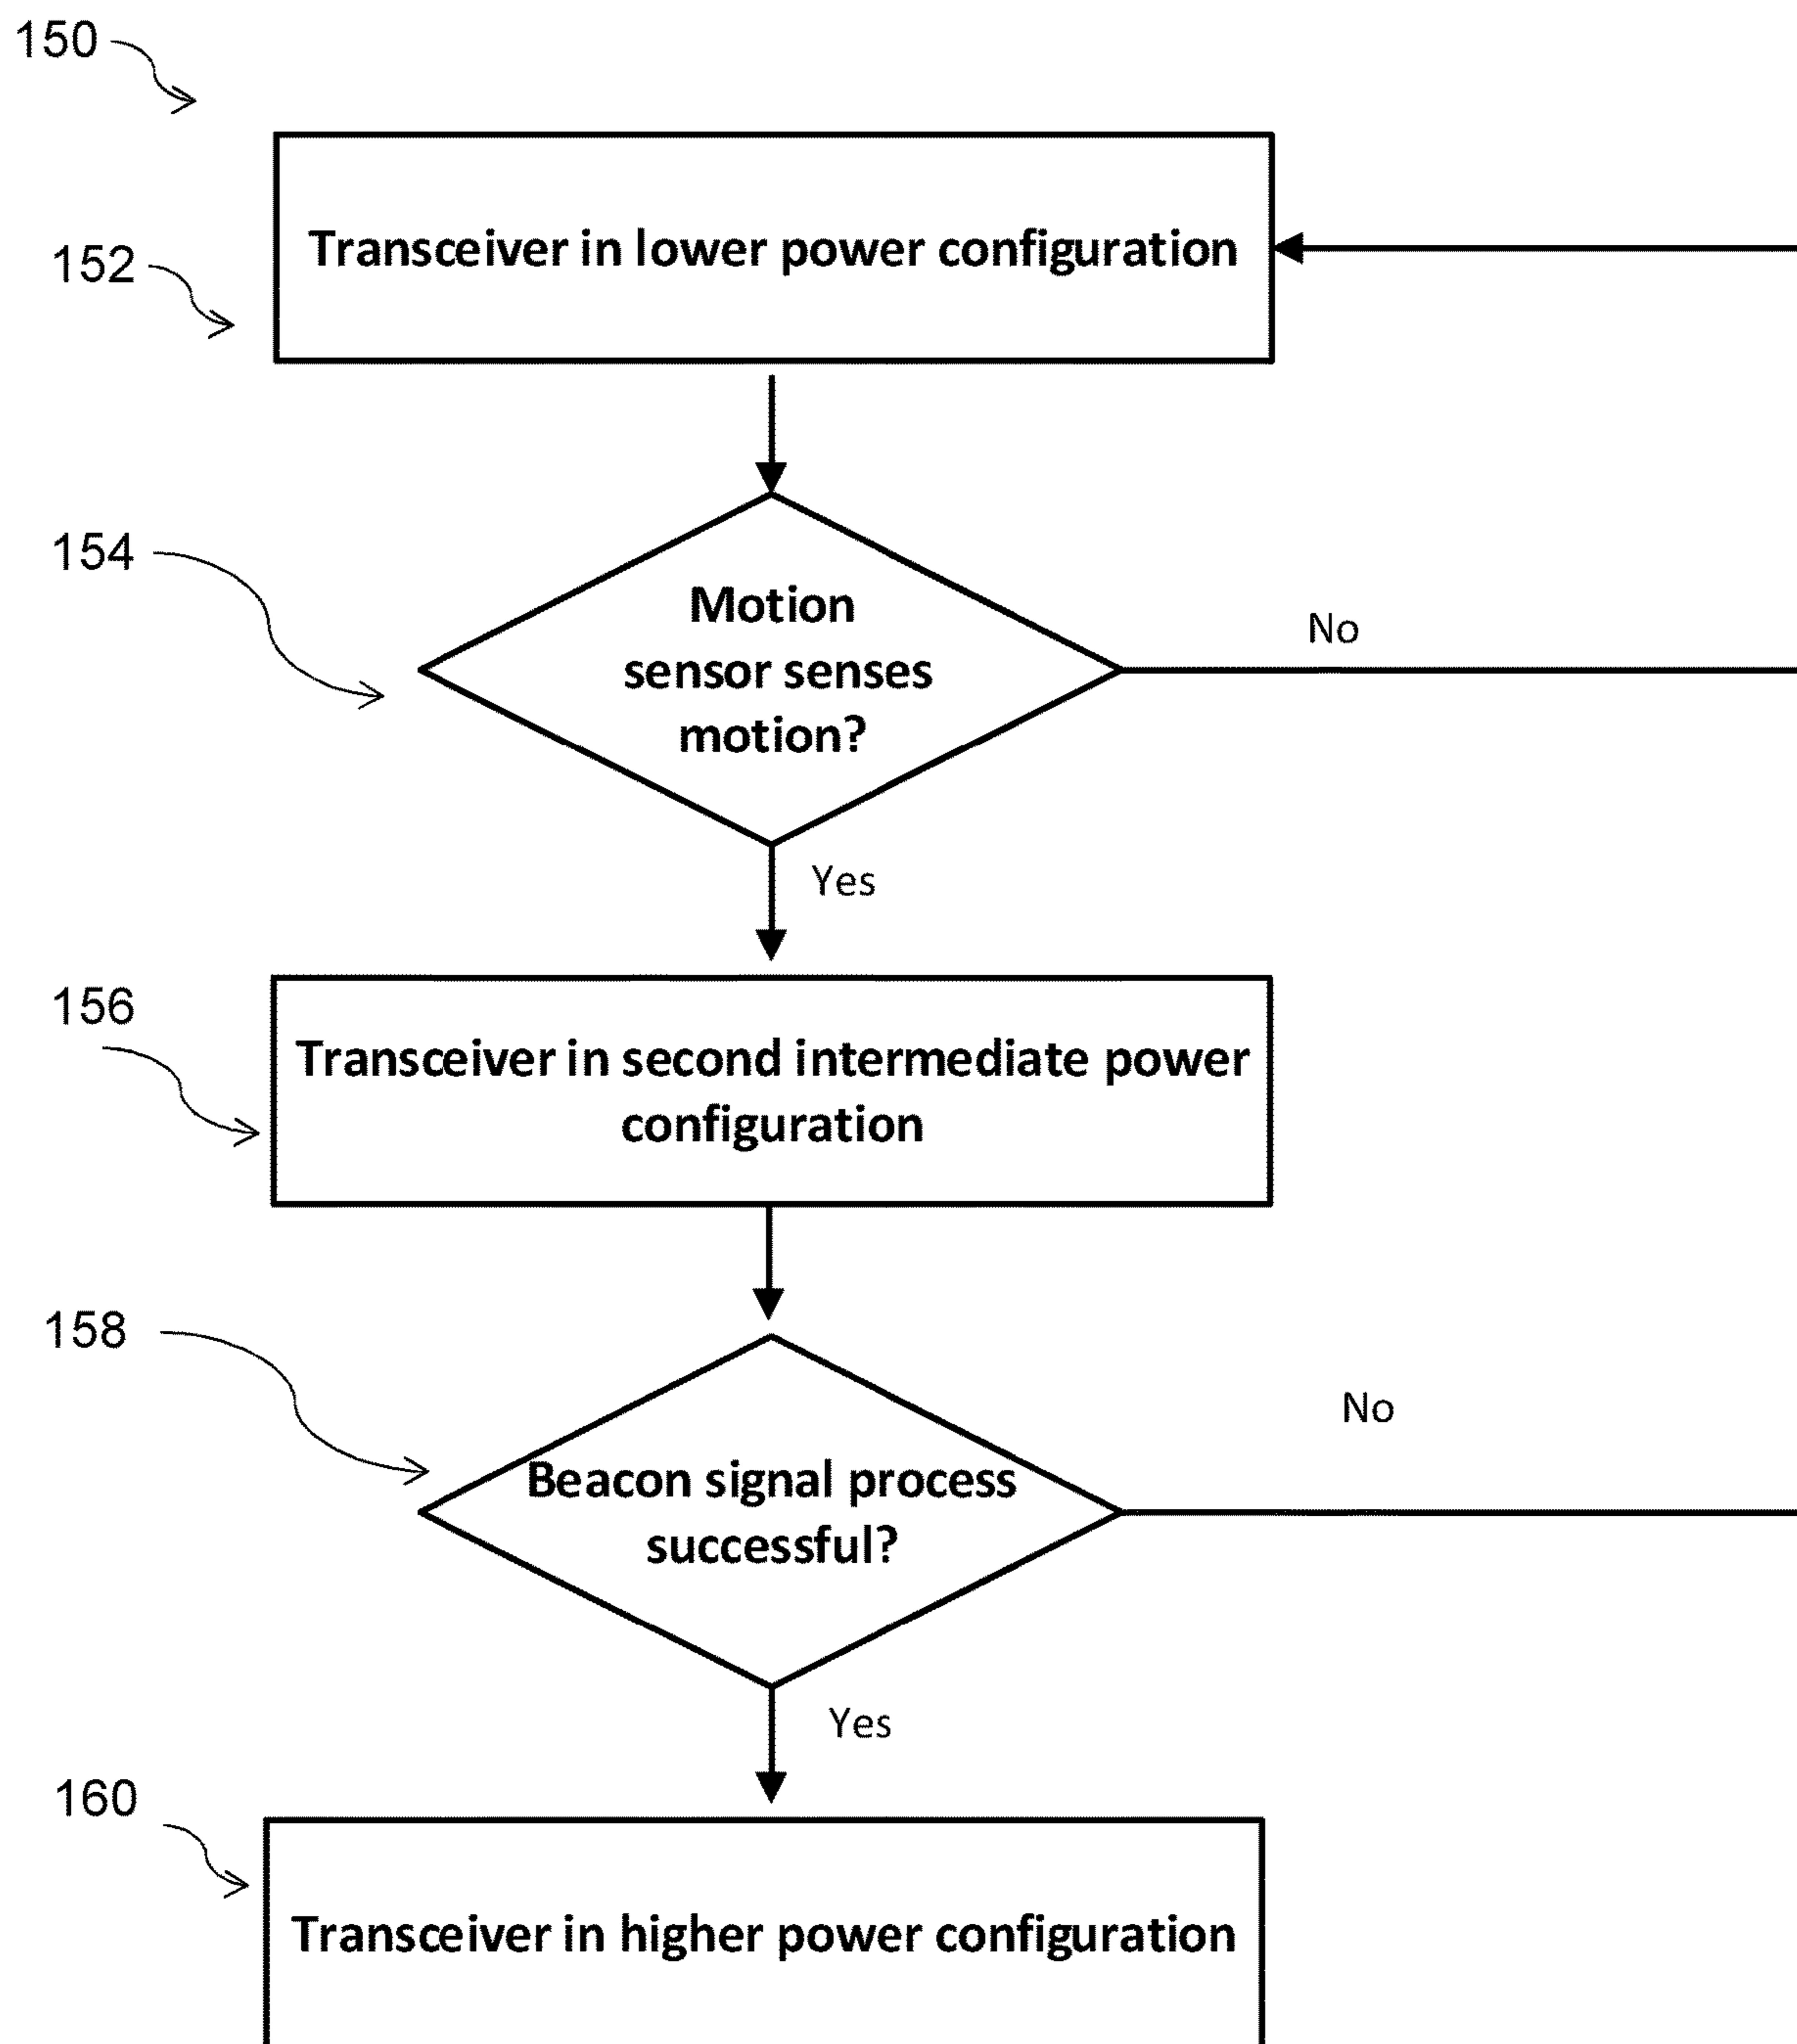 150
Transceiver in lower power configuration
152
154
Motion
sensor senses
motion?
No
Yes
156
Transceiver in second intermediate power
configuration
158
No
Beacon signal process
successful?
Yes
160
Transceiver in higher power configuration